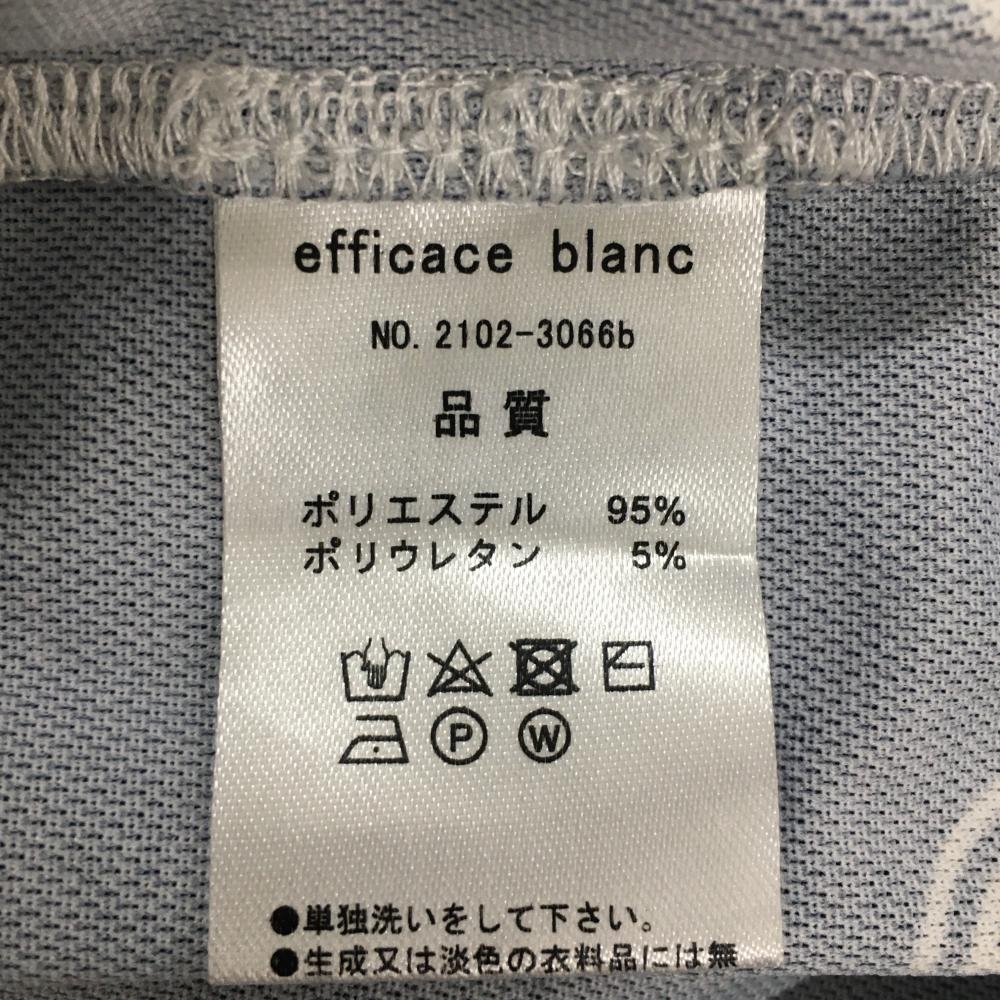 efficace blanc
NO. 2102-3066b
品質
ポリエステル 95%
ポリウレタン 5%
P W
●単独洗いをして下さい。
●生成又は淡色の衣料品には無